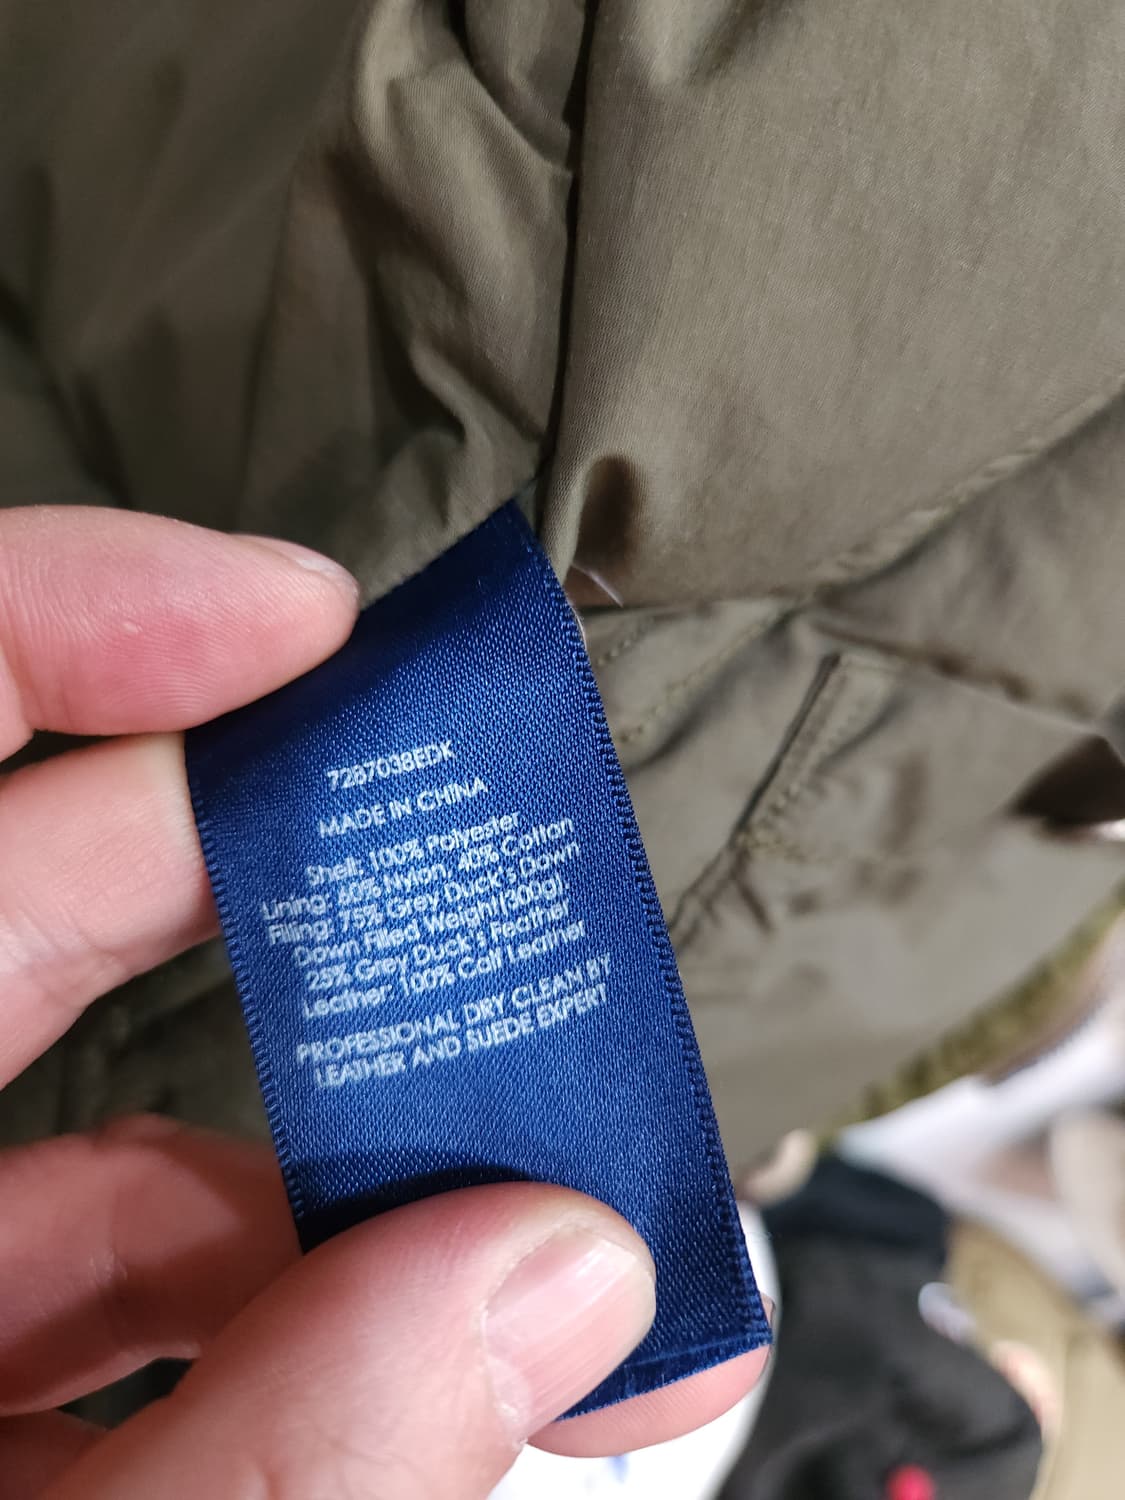 7287038EDK
MADE IN CHINA
Shell: 100% Polyester
Lining: 60% Nylon, 40% Cotton
Filling: 75% Grey Duck's Down
Down Filled Weight(300g)
25% Grey Duck's Feather
Leather: 100% Calf Leather
PROFESSIONAL DRY CLEAN BY
LEATHER AND SUEDE EXPERT